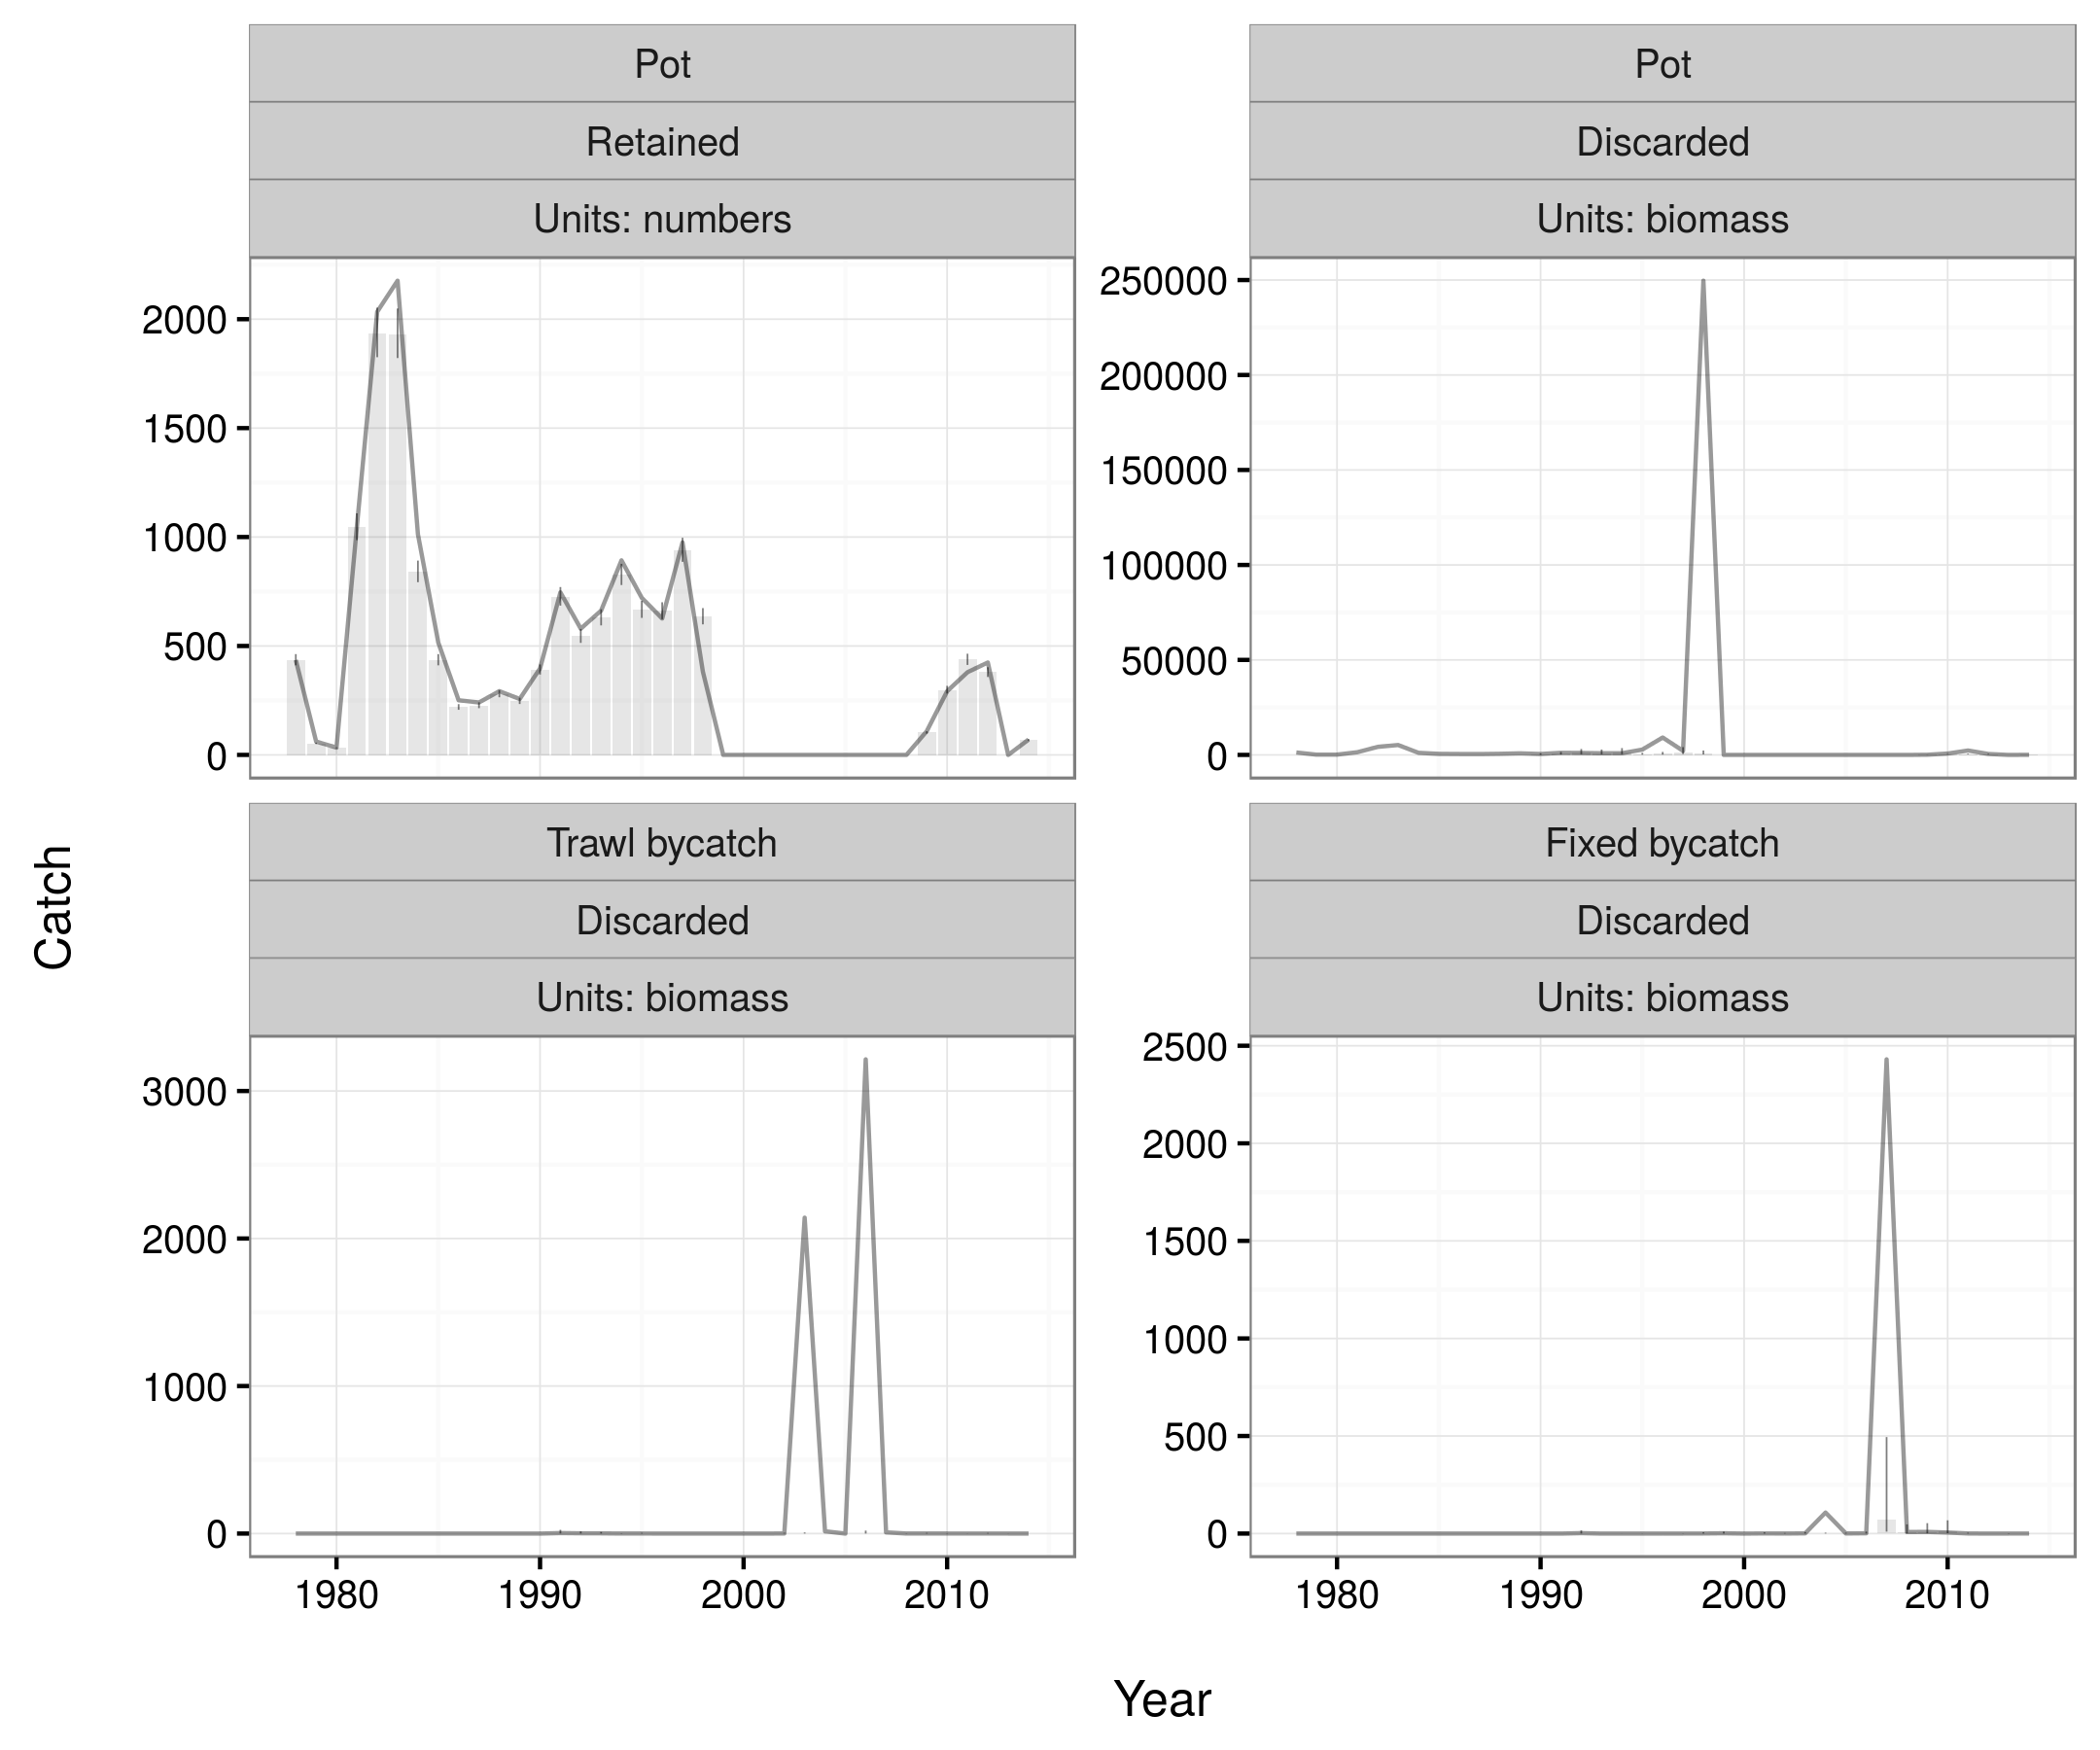 Pot
Retained
Units: numbers
2000
1500
1000
500
0
Pot
Discarded
Units: biomass
250000
200000
150000
100000
50000
0
Catch
Trawl bycatch
Discarded
Units: biomass
3000
2000
1000
0
1980 1990 2000 2010
Fixed bycatch
Discarded
Units: biomass
2500
2000
1500
1000
500
0
1980 1990 2000 2010
Year